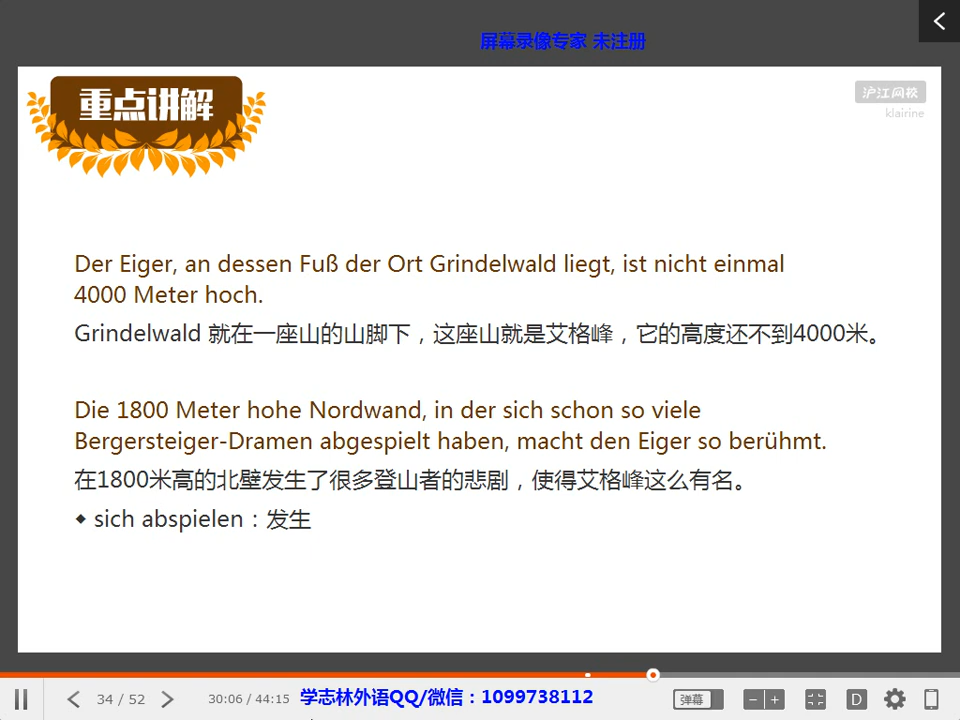 屏幕录像专家 未注册
重点讲解
沪江网校
klairine
Der Eiger, an dessen Fuß der Ort Grindelwald liegt, ist nicht einmal
4000 Meter hoch.
Grindelwald 就在一座山的山脚下，这座山就是艾格峰，它的高度还不到4000米。
Die 1800 Meter hohe Nordwand, in der sich schon so viele
Bergersteiger-Dramen abgespielt haben, macht den Eiger so berühmt.
在1800米高的北壁发生了很多登山者的悲剧，使得艾格峰这么有名。
◆ sich abspielen：发生
34 / 52
30:06 / 44:15
学志林外语QQ/微信：1099738112
弹幕
D